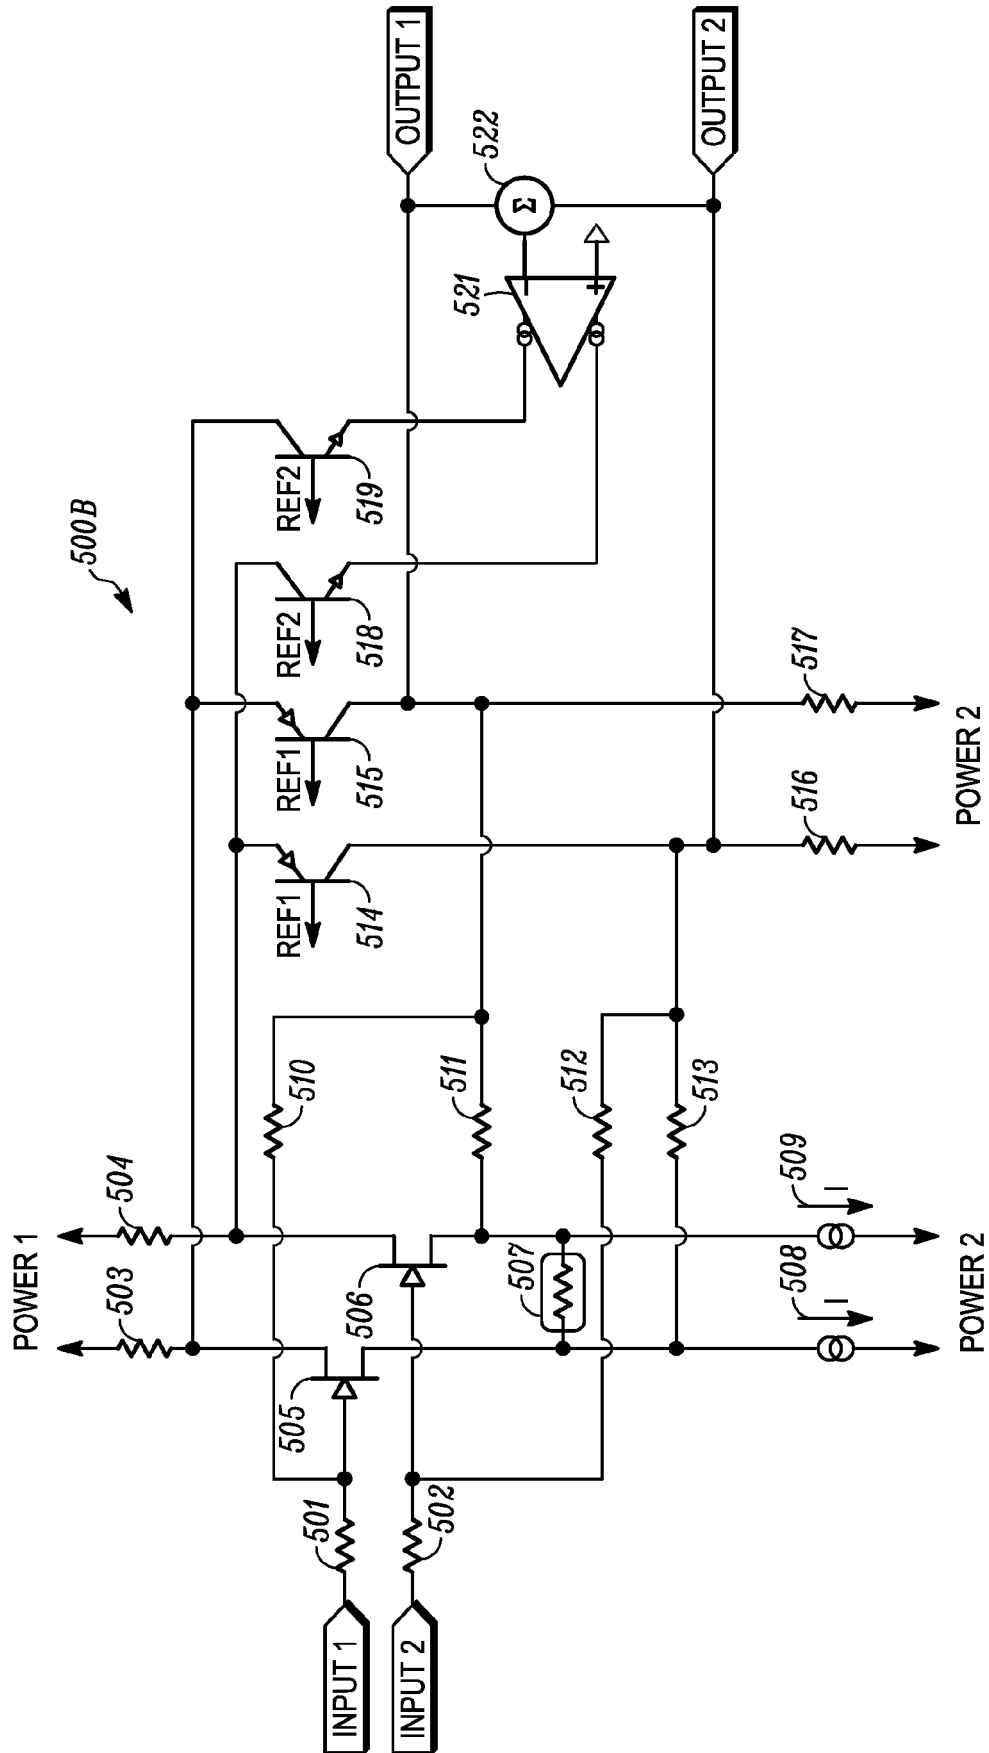 500B
POWER 1
503
504
505
506
501
502
INPUT 1
INPUT 2
507
508
I
509
I
POWER 2
510
511
512
513
REF1
514
REF1
515
REF2
518
REF2
519
516
517
POWER 2
521
−
+
Σ
522
OUTPUT 1
OUTPUT 2